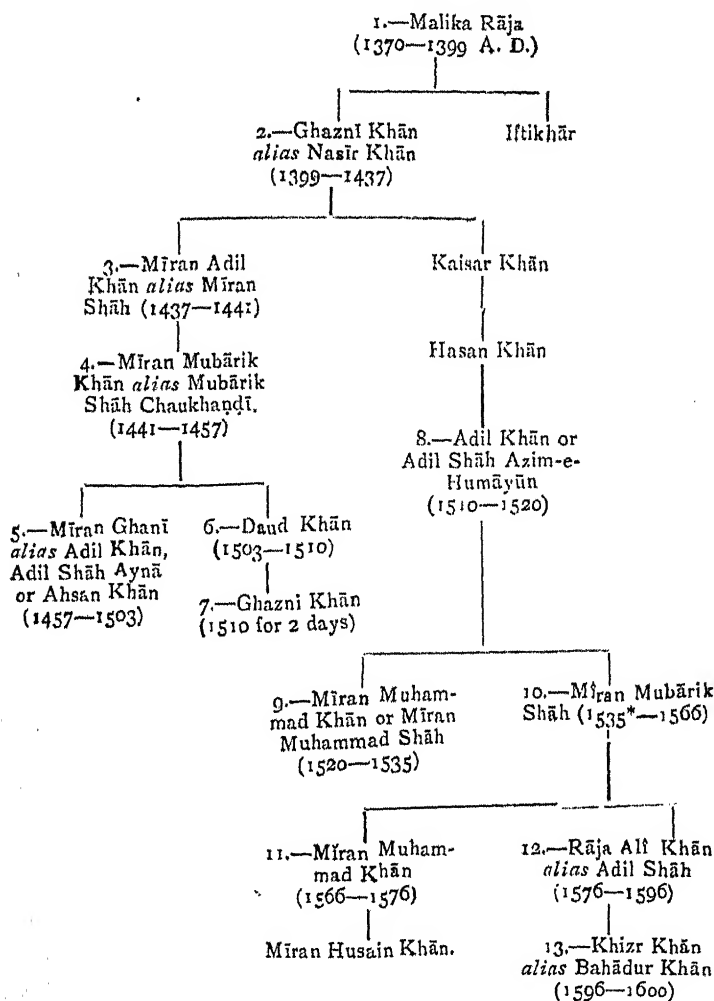 1.—Malika Rāja
(1370—1399 A. D.)
2.—Ghaznī Khān
alias Nasīr Khān
(1399—1437)
Iftikhār
3.—Mīran Adil
Khān alias Mīran
Shāh (1437—1441)
Kaisar Khān
4.—Mīran Mubārik
Khān alias Mubārik
Shāh Chaukhaṇḍī.
(1441—1457)
Hasan Khān
8.—Adil Khān or
Adil Shāh Azim-e-
Humāyūn
(1510—1520)
5.—Mīran Ghanī
alias Adil Khān,
Adil Shāh Aynā
or Ahsan Khān
(1457—1503)
6.—Daud Khān
(1503—1510)
7.—Ghazni Khān
(1510 for 2 days)
9.—Mīran Muham-
mad Khān or Mīran
Muhammad Shāh
(1520—1535)
10.—Mīran Mubārik
Shāh (1535*—1566)
11.—Mīran Muham-
mad Khān
(1566—1576)
12.—Rāja Alī Khān
alias Adil Shāh
(1576—1596)
Mīran Husain Khān.
13.—Khizr Khān
alias Bahādur Khān
(1596—1600)